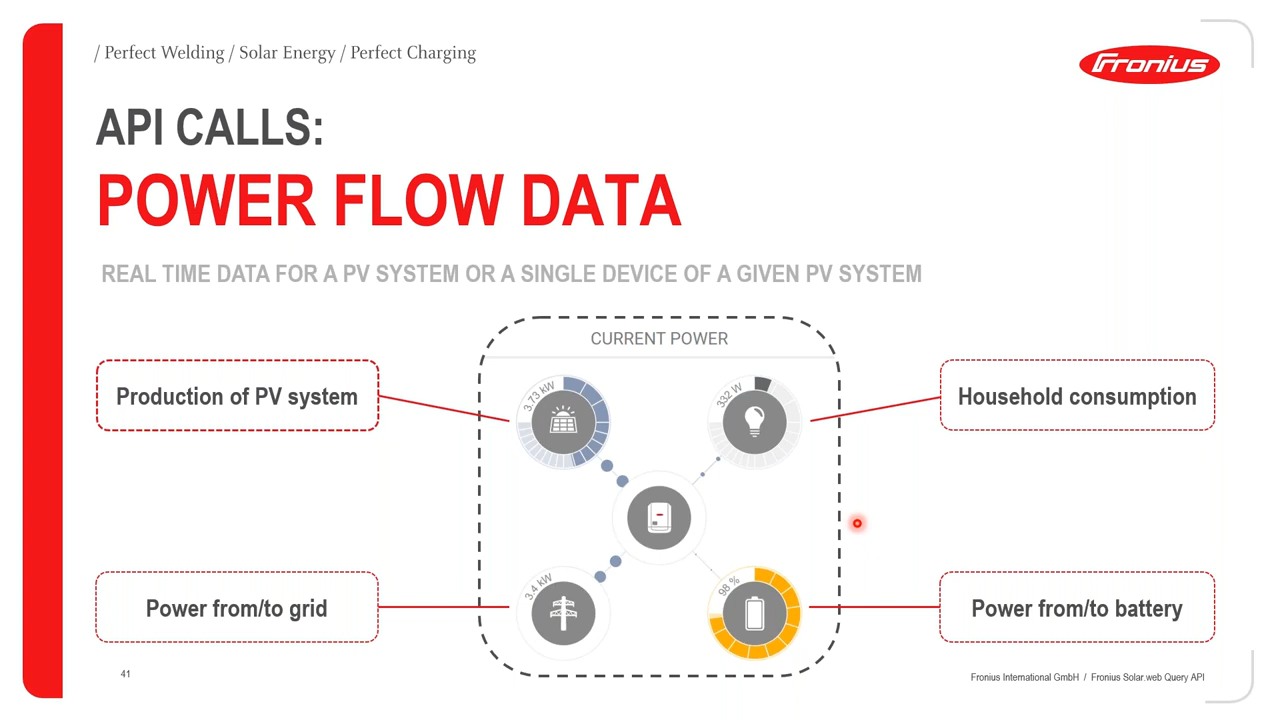 / Perfect Welding / Solar Energy / Perfect Charging
Fronius
API CALLS:
POWER FLOW DATA
REAL TIME DATA FOR A PV SYSTEM OR A SINGLE DEVICE OF A GIVEN PV SYSTEM
CURRENT POWER
Production of PV system
3.73 kW
332 W
Household consumption
Power from/to grid
3.4 kW
98 %
Power from/to battery
41
Fronius International GmbH / Fronius Solar.web Query API